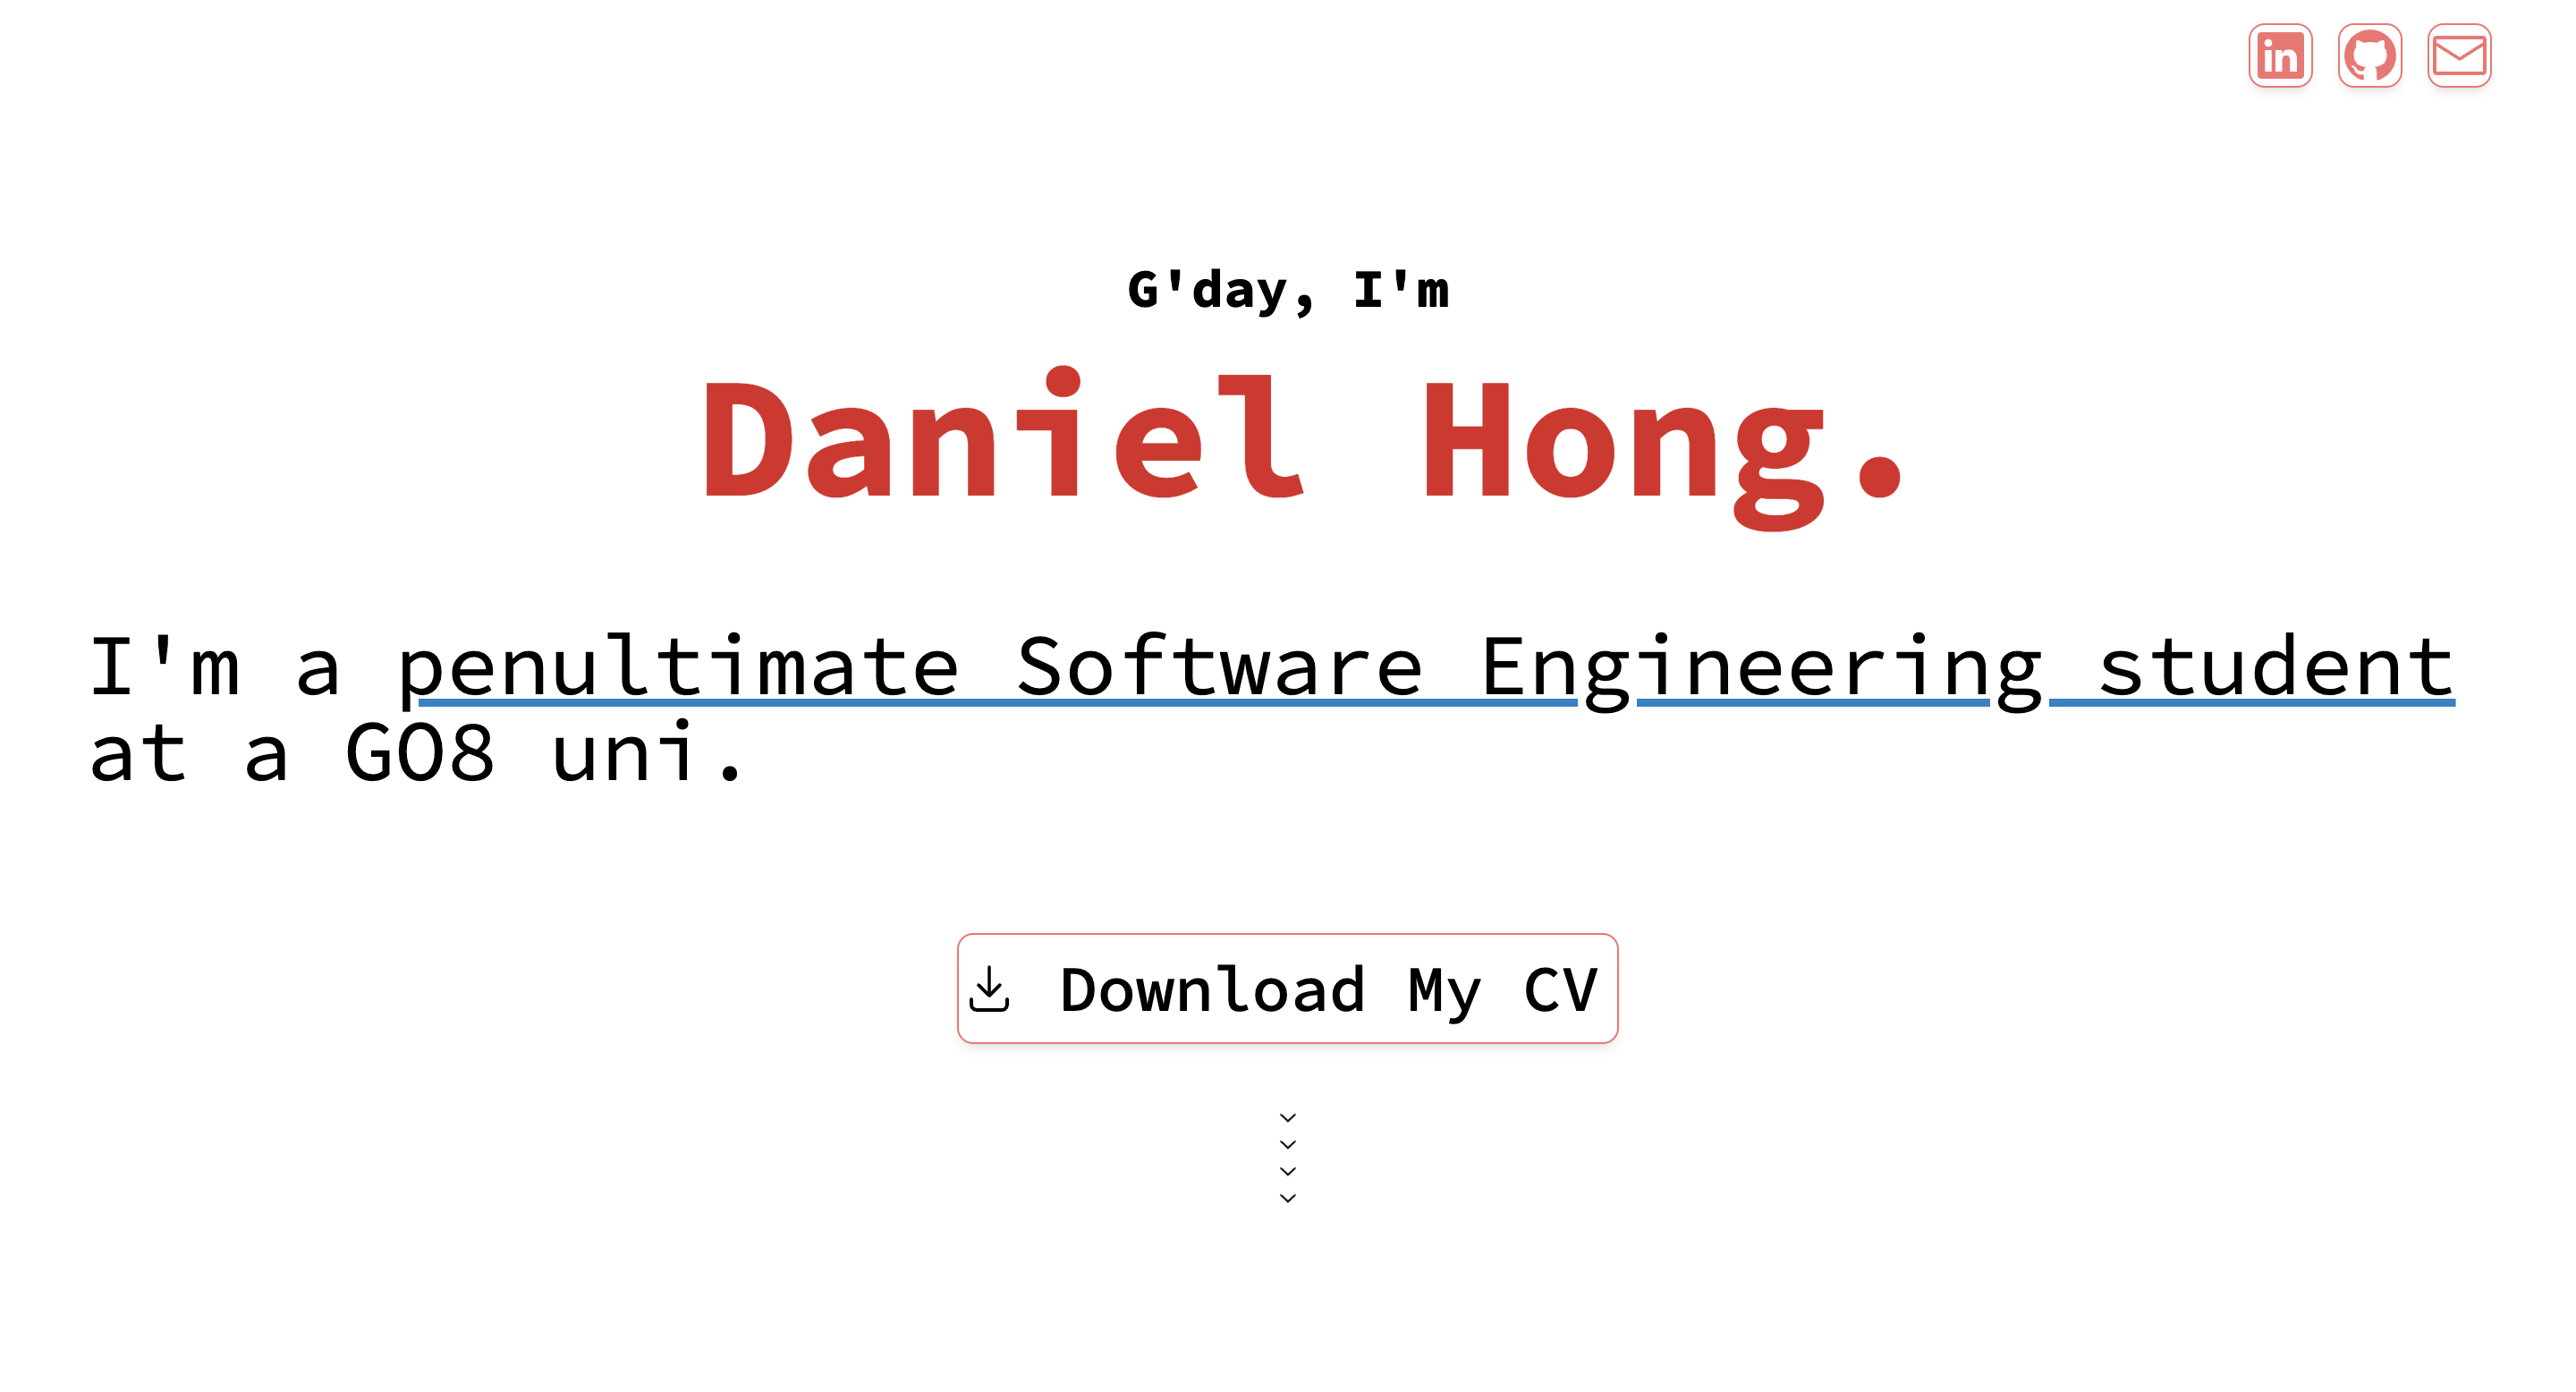 in
G'day, I'm
Daniel Hong.
I'm a penultimate Software Engineering student
at a GO8 uni.
Download My CV